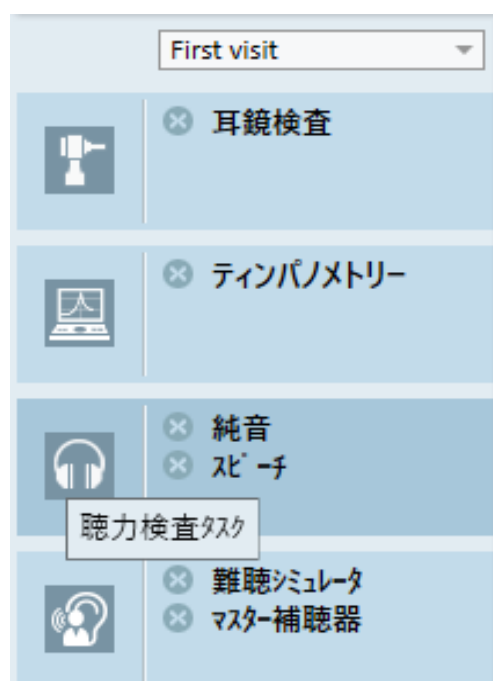 First visit
耳鏡検査
ティンパノメトリー
純音
ｽﾋﾟｰﾁ
聴力検査ﾀｽｸ
難聴ｼﾐｭﾚｰﾀ
ﾏｽﾀｰ補聴器